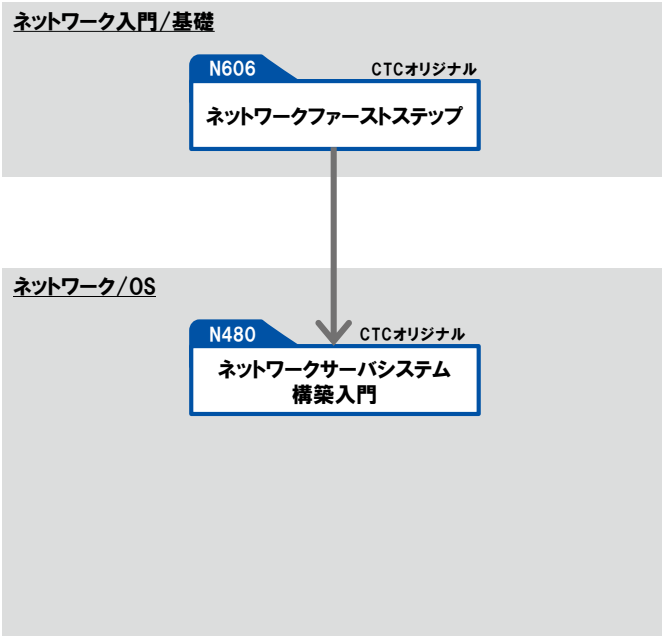 ネットワーク入門/基礎
N606
CTCオリジナル
ネットワークファーストステップ
ネットワーク/OS
N480
CTCオリジナル
ネットワークサーバシステム
構築入門